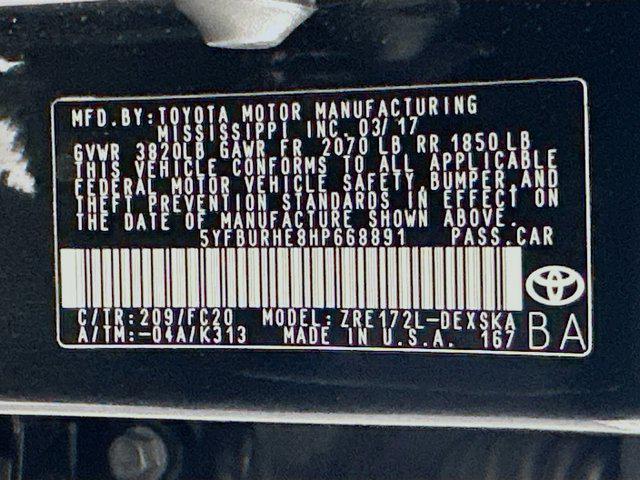 MFD.BY:TOYOTA MOTOR MANUFACTURING
MISSISSIPPI INC. 03/17
GVWR 3820LB GAWR FR 2070 LB RR 1850 LB
THIS VEHICLE CONFORMS TO ALL APPLICABLE
FEDERAL MOTOR VEHICLE SAFETY,BUMPER,AND
THEFT PREVENTION STANDARDS IN EFFECT ON
THE DATE OF MANUFACTURE SHOWN ABOVE.
5YFBURHE8HP668891 PASS.CAR
C/TR:209/FC20 MODEL:ZRE172L-DEXSKA
A/TM:-04A/K313 MADE IN U.S.A. 167 BA